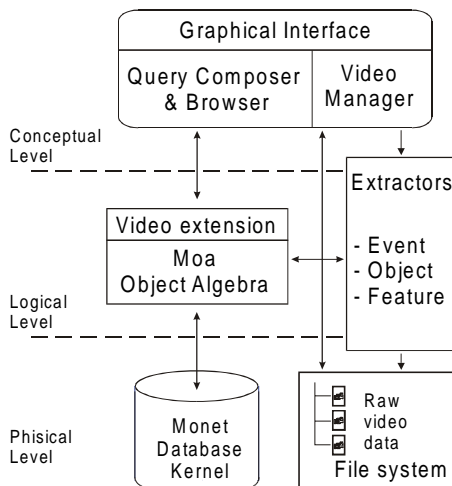 Graphical Interface
Query Composer
& Browser
Video
Manager
Conceptual
Level
Extractors
- Event
- Object
- Feature
Video extension
Moa
Object Algebra
Logical
Level
Monet
Database
Kernel
Raw
video
data
File system
Phisical
Level